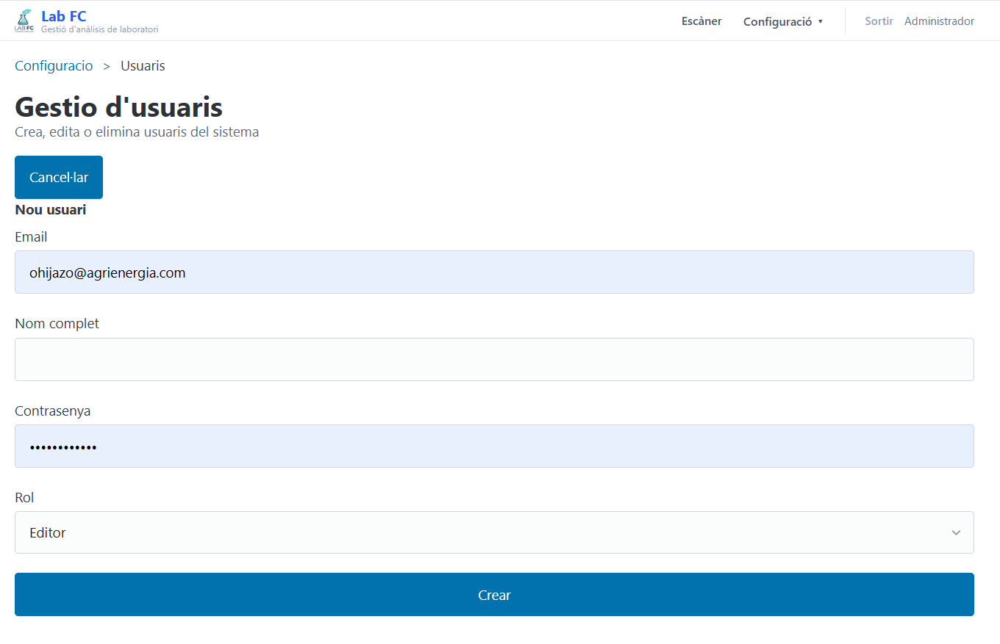 Lab FC
Gestió d'anàlisis de laboratori
LAB FC
Escàner
Configuració ▾
Sortir
Administrador
Configuracio > Usuaris
Gestio d'usuaris
Crea, edita o elimina usuaris del sistema
Cancel·lar
Nou usuari
Email
ohijazo@agrienergia.com
Nom complet
Contrasenya
••••••••••••
Rol
Editor
Crear